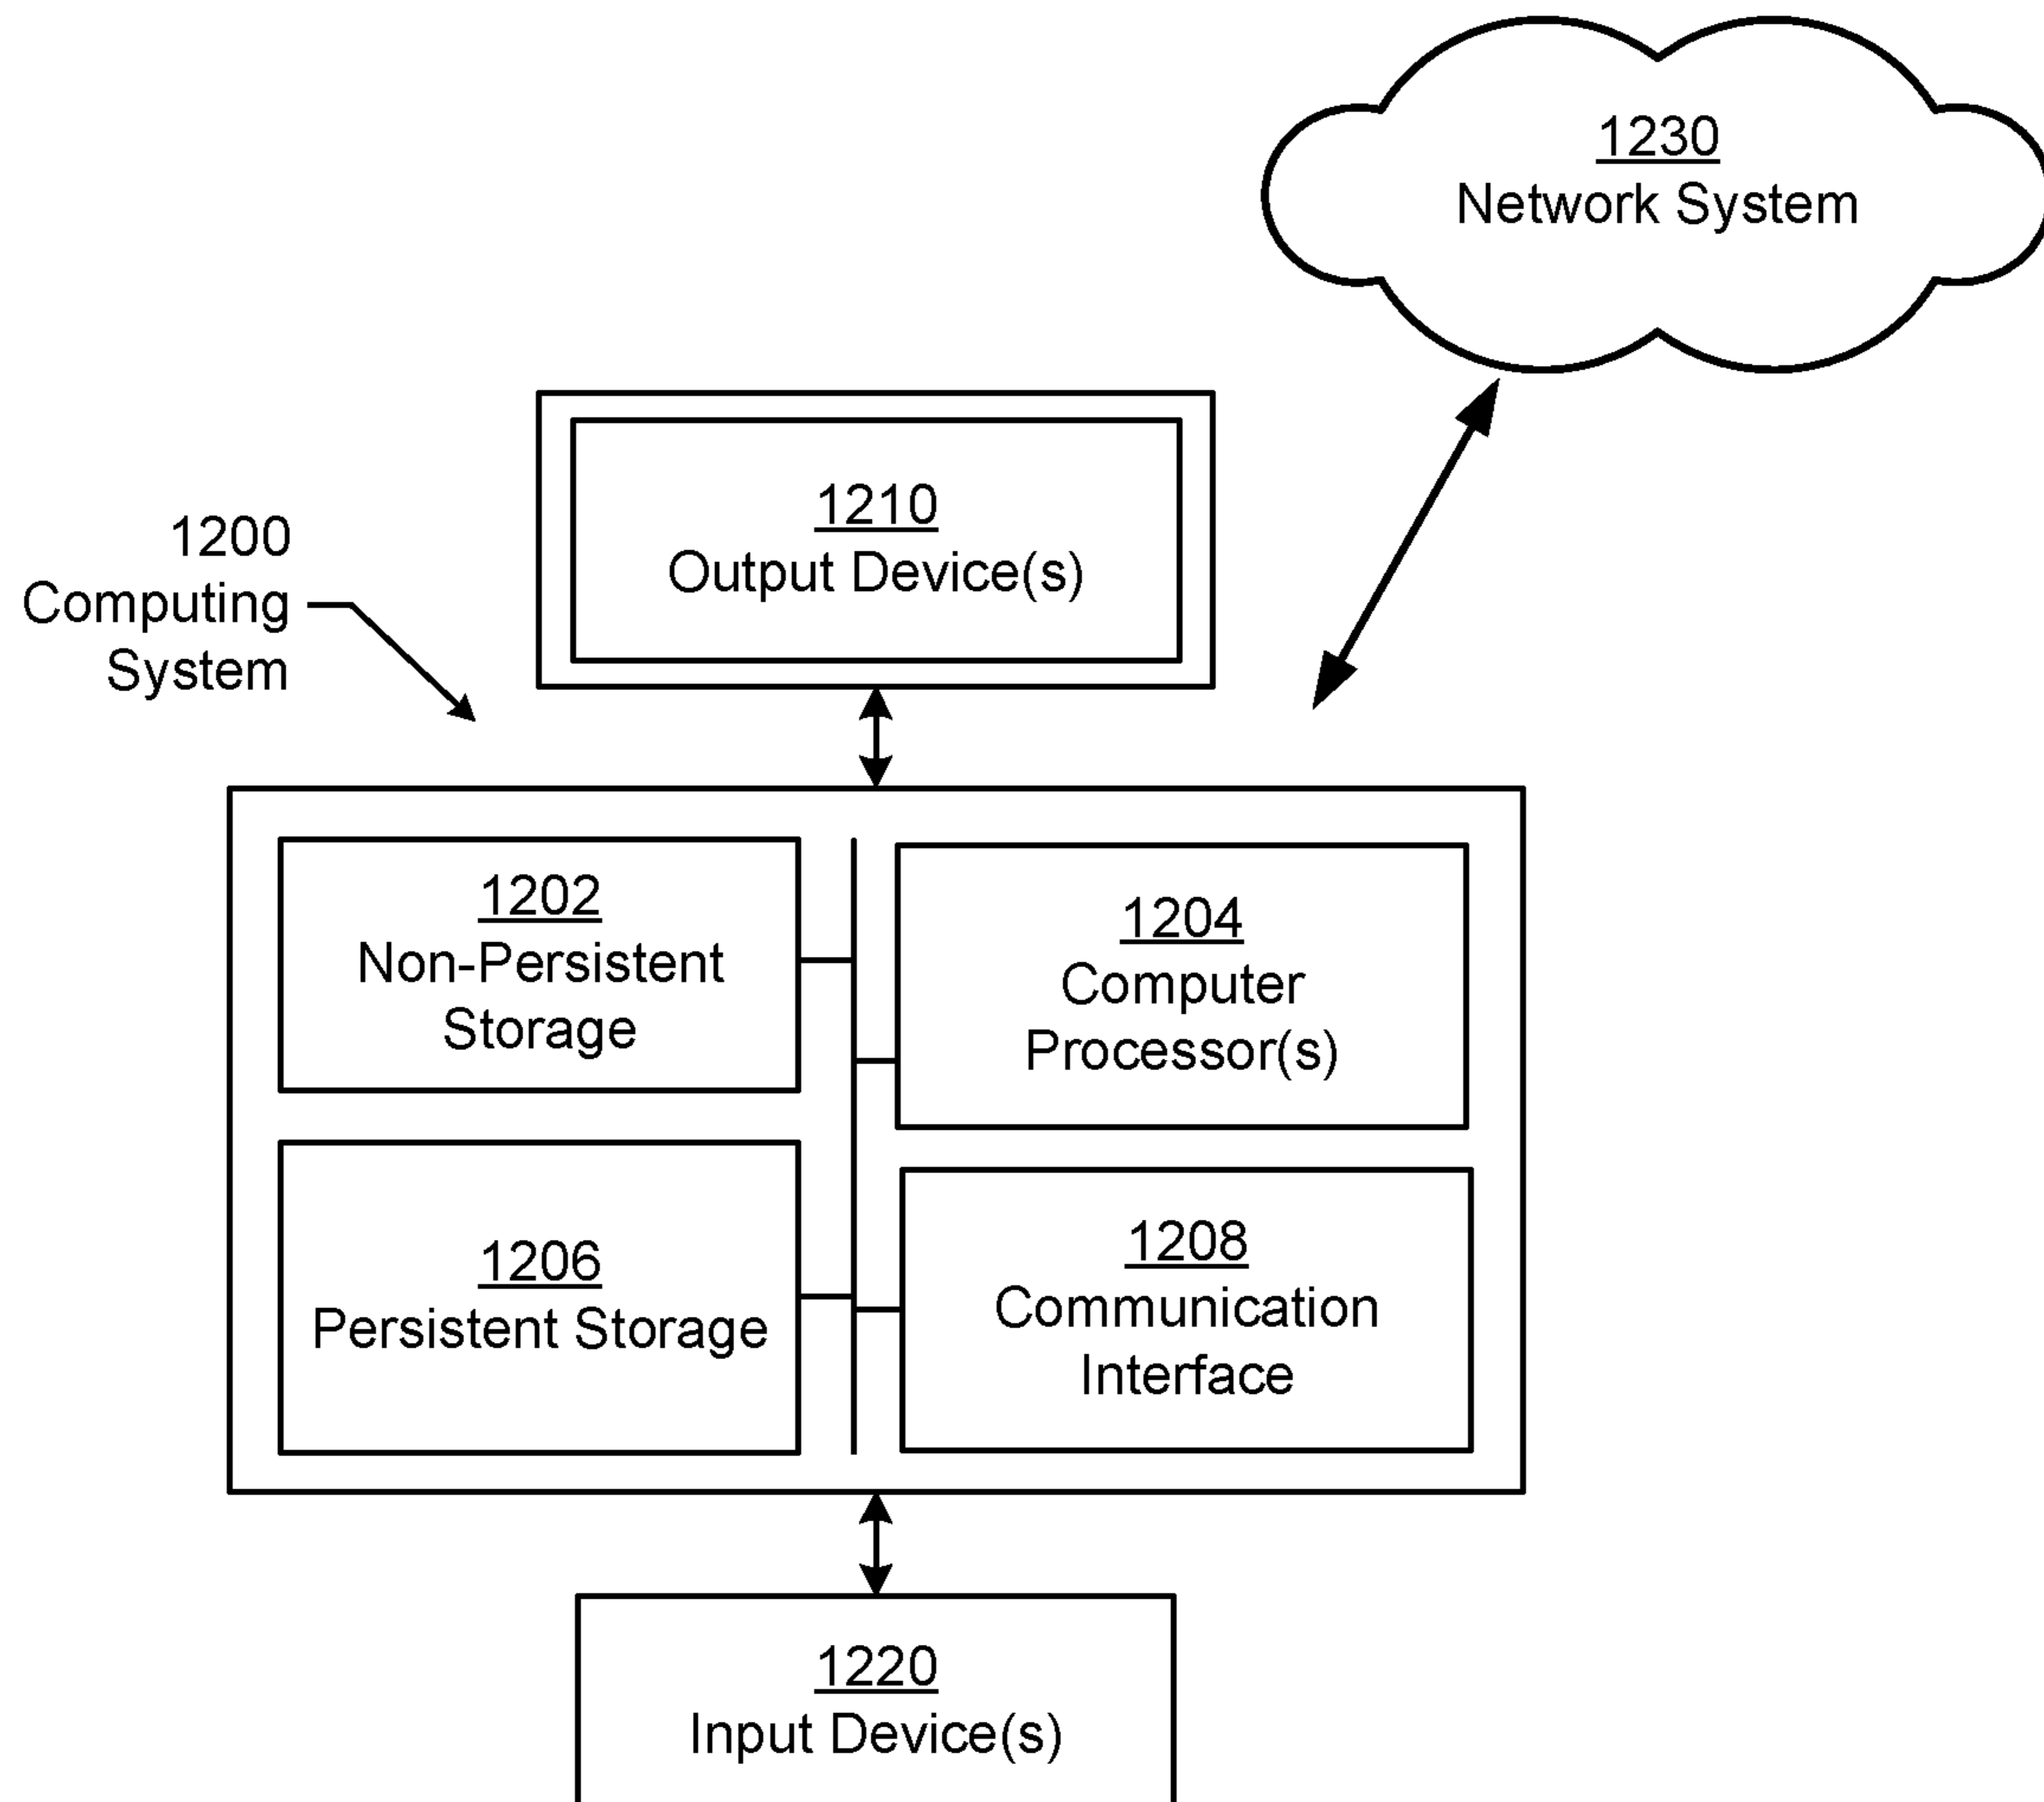 1230
Network System
1210
Output Device(s)
1200
Computing
System
1202
Non-Persistent
Storage
1204
Computer
Processor(s)
1206
Persistent Storage
1208
Communication
Interface
1220
Input Device(s)